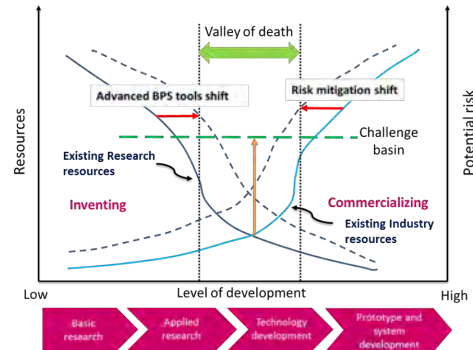 Valley of death
Advanced BPS tools shift
Risk mitigation shift
Resources
Potential risk
Challenge
basin
Existing Research
resources
Inventing
Commercializing
Existing Industry
resources
Low
Level of development
High
Basic
research
Applied
research
Technology
development
Prototype and
system
development